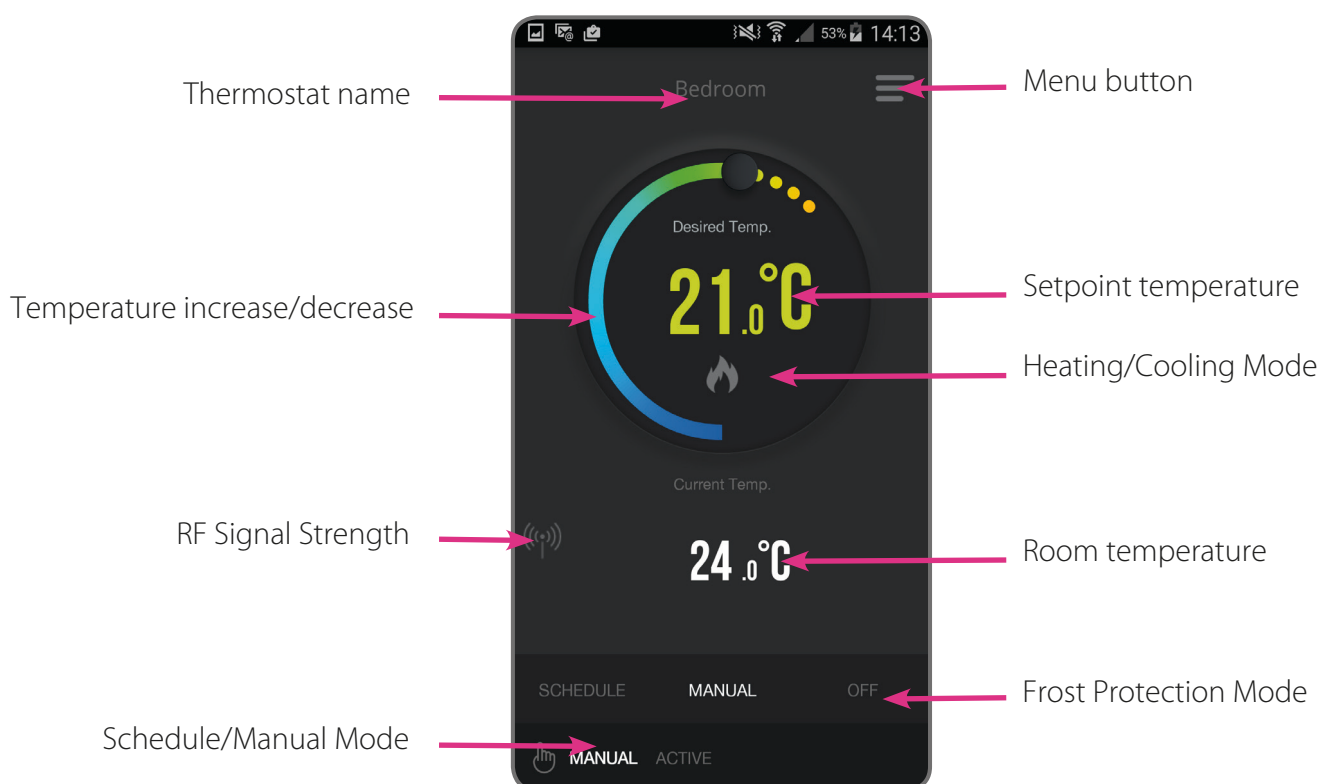 53% 14:13
Thermostat name
Bedroom
Menu button
Desired Temp.
21.0°C
Setpoint temperature
Temperature increase/decrease
Heating/Cooling Mode
Current Temp.
RF Signal Strength
24.0°C
Room temperature
SCHEDULE MANUAL OFF
Frost Protection Mode
Schedule/Manual Mode
MANUAL ACTIVE